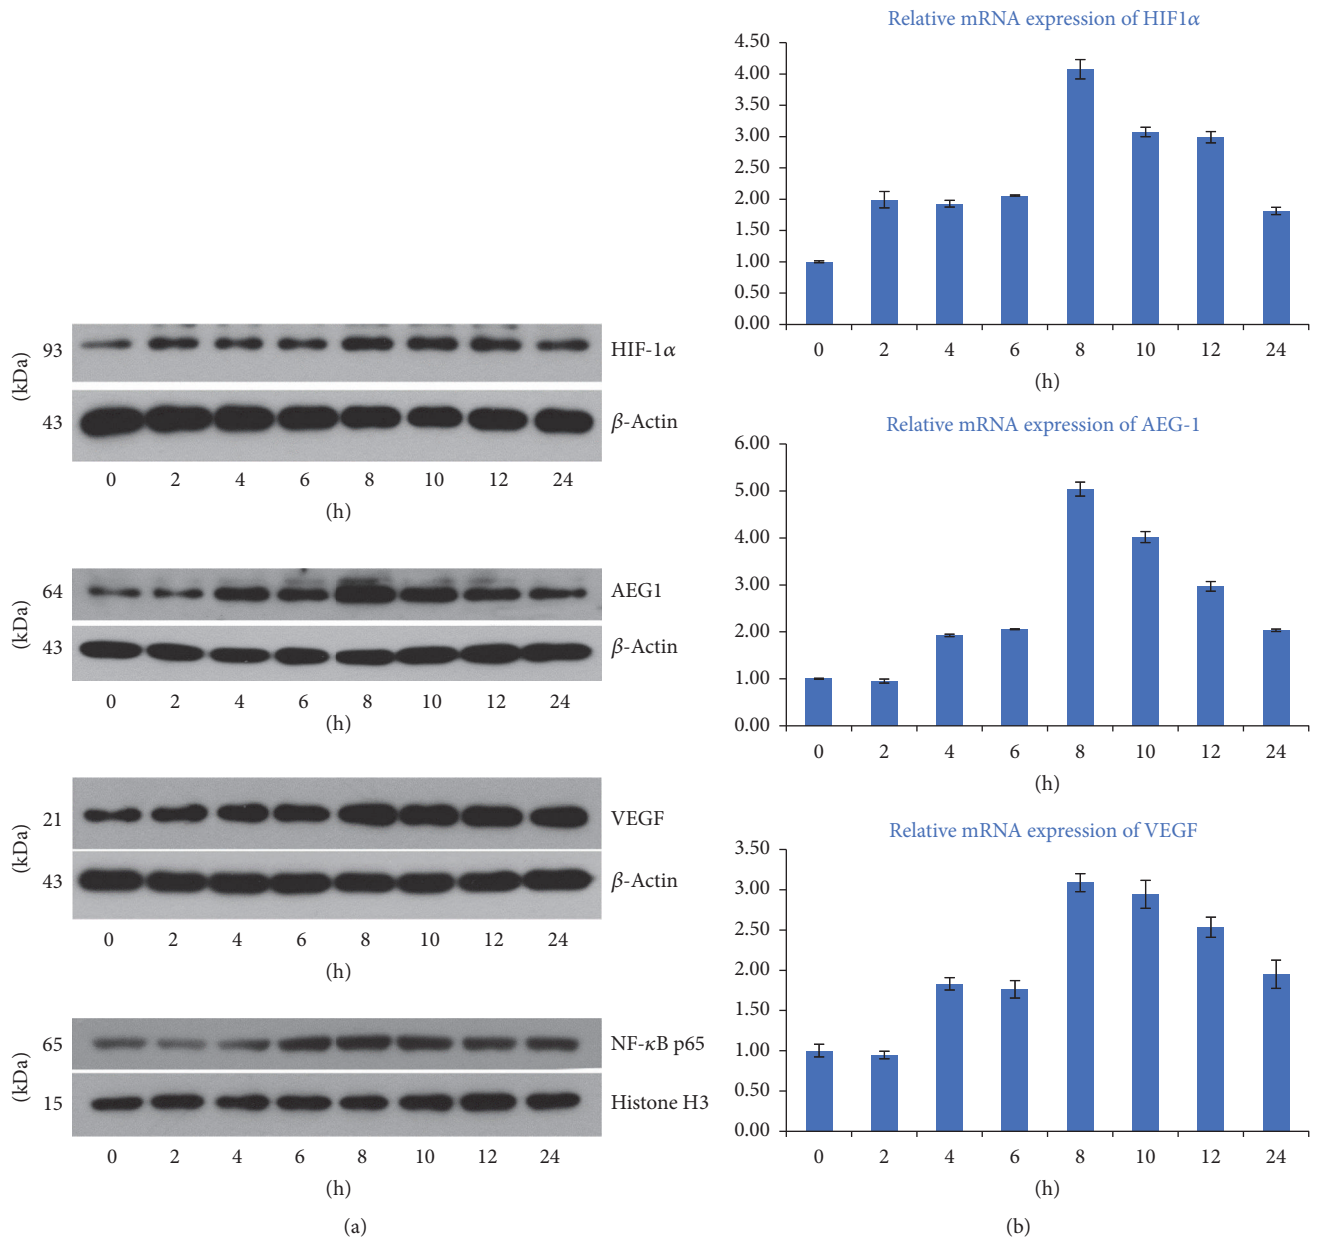 (kDa)
93
HIF-1α
43
β-Actin
0 2 4 6 8 10 12 24
(h)
(kDa)
64
AEG1
43
β-Actin
0 2 4 6 8 10 12 24
(h)
(kDa)
21
VEGF
43
β-Actin
0 2 4 6 8 10 12 24
(h)
(kDa)
65
NF-κB p65
15
Histone H3
0 2 4 6 8 10 12 24
(h)
(a)
Relative mRNA expression of HIF1α
4.50
4.00
3.50
3.00
2.50
2.00
1.50
1.00
0.50
0.00
0 2 4 6 8 10 12 24
(h)
Relative mRNA expression of AEG-1
6.00
5.00
4.00
3.00
2.00
1.00
0.00
0 2 4 6 8 10 12 24
(h)
Relative mRNA expression of VEGF
3.50
3.00
2.50
2.00
1.50
1.00
0.50
0.00
0 2 4 6 8 10 12 24
(h)
(b)